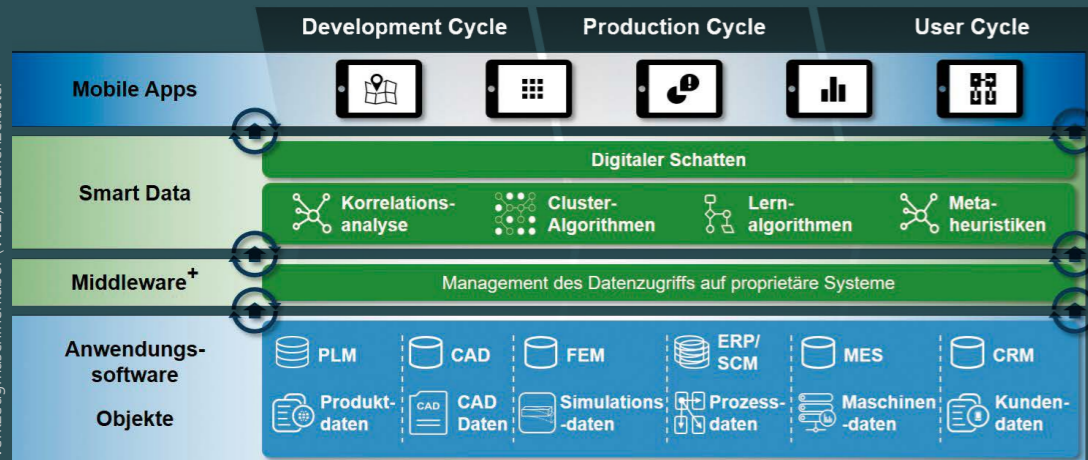 Development Cycle
Production Cycle
User Cycle
Mobile Apps
Smart Data
Digitaler Schatten
Korrelations-
analyse
Cluster-
Algorithmen
Lern-
algorithmen
Meta-
heuristiken
Middleware+
Management des Datenzugriffs auf proprietäre Systeme
Anwendungs-
software
Objekte
PLM
CAD
FEM
ERP/
SCM
MES
CRM
Produkt-
daten
CAD
CAD
Daten
Simulations
-daten
Prozess-
daten
Maschinen
-daten
Kunden-
daten